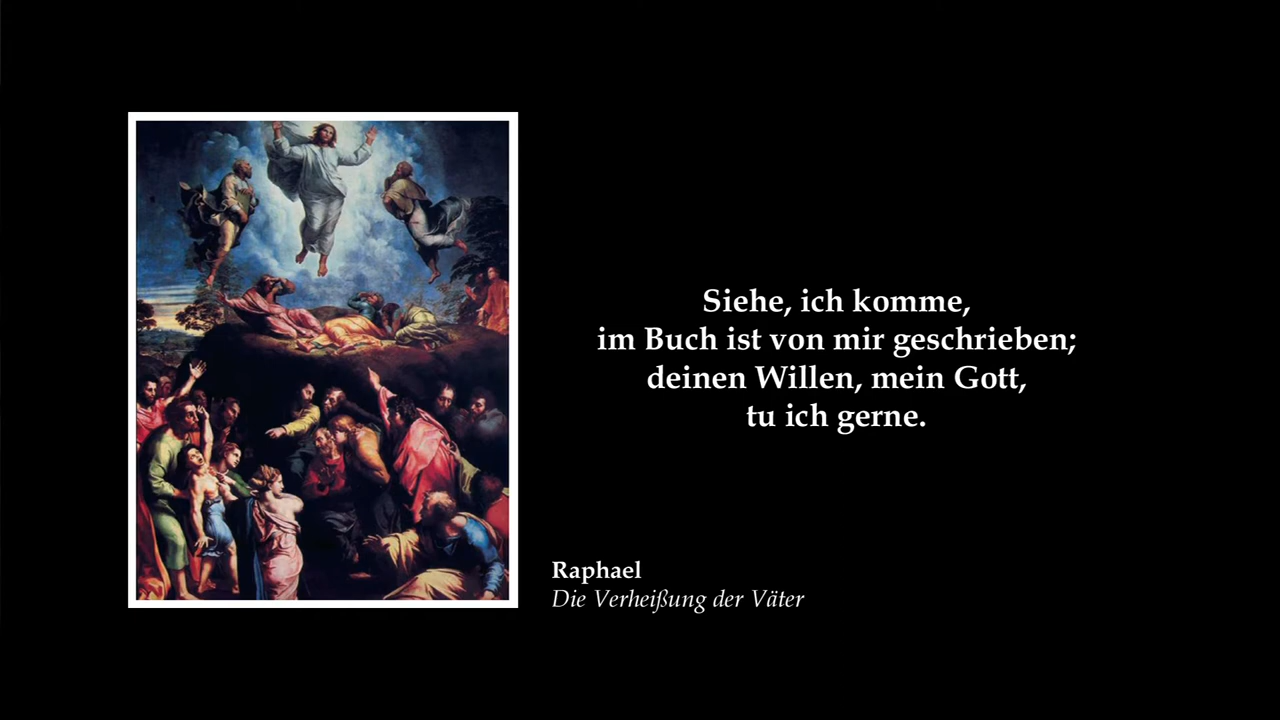 Siehe, ich komme,
im Buch ist von mir geschrieben;
deinen Willen, mein Gott,
tu ich gerne.
Raphael
Die Verheißung der Väter